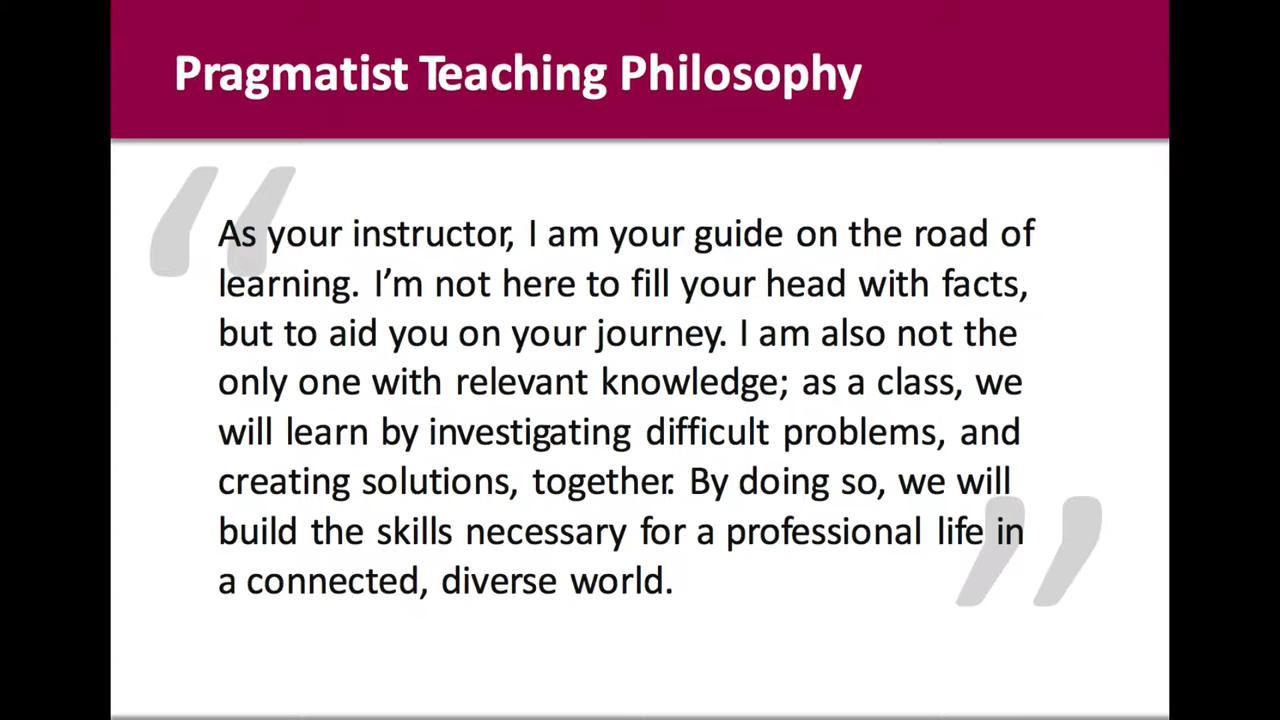 Pragmatist Teaching Philosophy
“
As your instructor, I am your guide on the road of
learning. I’m not here to fill your head with facts,
but to aid you on your journey. I am also not the
only one with relevant knowledge; as a class, we
will learn by investigating difficult problems, and
creating solutions, together. By doing so, we will
build the skills necessary for a professional life in
a connected, diverse world.
”